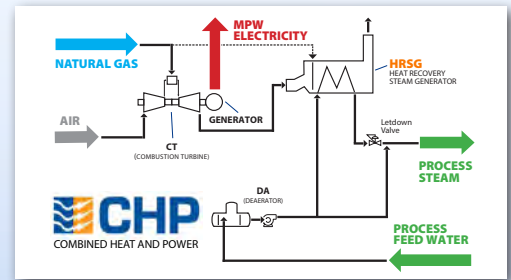 MPW
ELECTRICITY
NATURAL GAS
HRSG
HEAT RECOVERY
STEAM GENERATOR
GENERATOR
AIR
CT
(COMBUSTION TURBINE)
Letdown
Valve
PROCESS
STEAM
DA
(DEAERATOR)
CHP
COMBINED HEAT AND POWER
PROCESS
FEED WATER